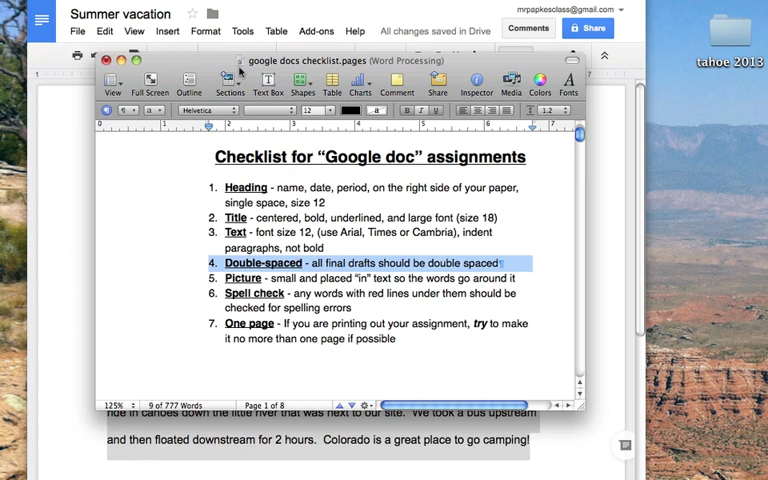 Summer vacation
mrpapkesclass@gmail.com
File Edit View Insert Format Tools Table Add-ons Help All changes saved in Drive
Comments
Share
tahoe 2013
google docs checklist.pages (Word Processing)
View Full Screen Outline Sections Text Box Shapes Table Charts Comment Share Inspector Media Colors Fonts
Helvetica 12 a B I U 1.2
0 1 2 3 4 5 6 7
Checklist for “Google doc” assignments
1. Heading - name, date, period, on the right side of your paper,
single space, size 12
2. Title - centered, bold, underlined, and large font (size 18)
3. Text - font size 12, (use Arial, Times or Cambria), indent
paragraphs, not bold
4. Double-spaced - all final drafts should be double spaced¶
5. Picture - small and placed “in” text so the words go around it
6. Spell check - any words with red lines under them should be
checked for spelling errors
7. One page - If you are printing out your assignment, try to make
it no more than one page if possible
125% 9 of 777 Words Page 1 of 8
ride in canoes down the little river that was next to our site. We took a bus upstream
and then floated downstream for 2 hours. Colorado is a great place to go camping!